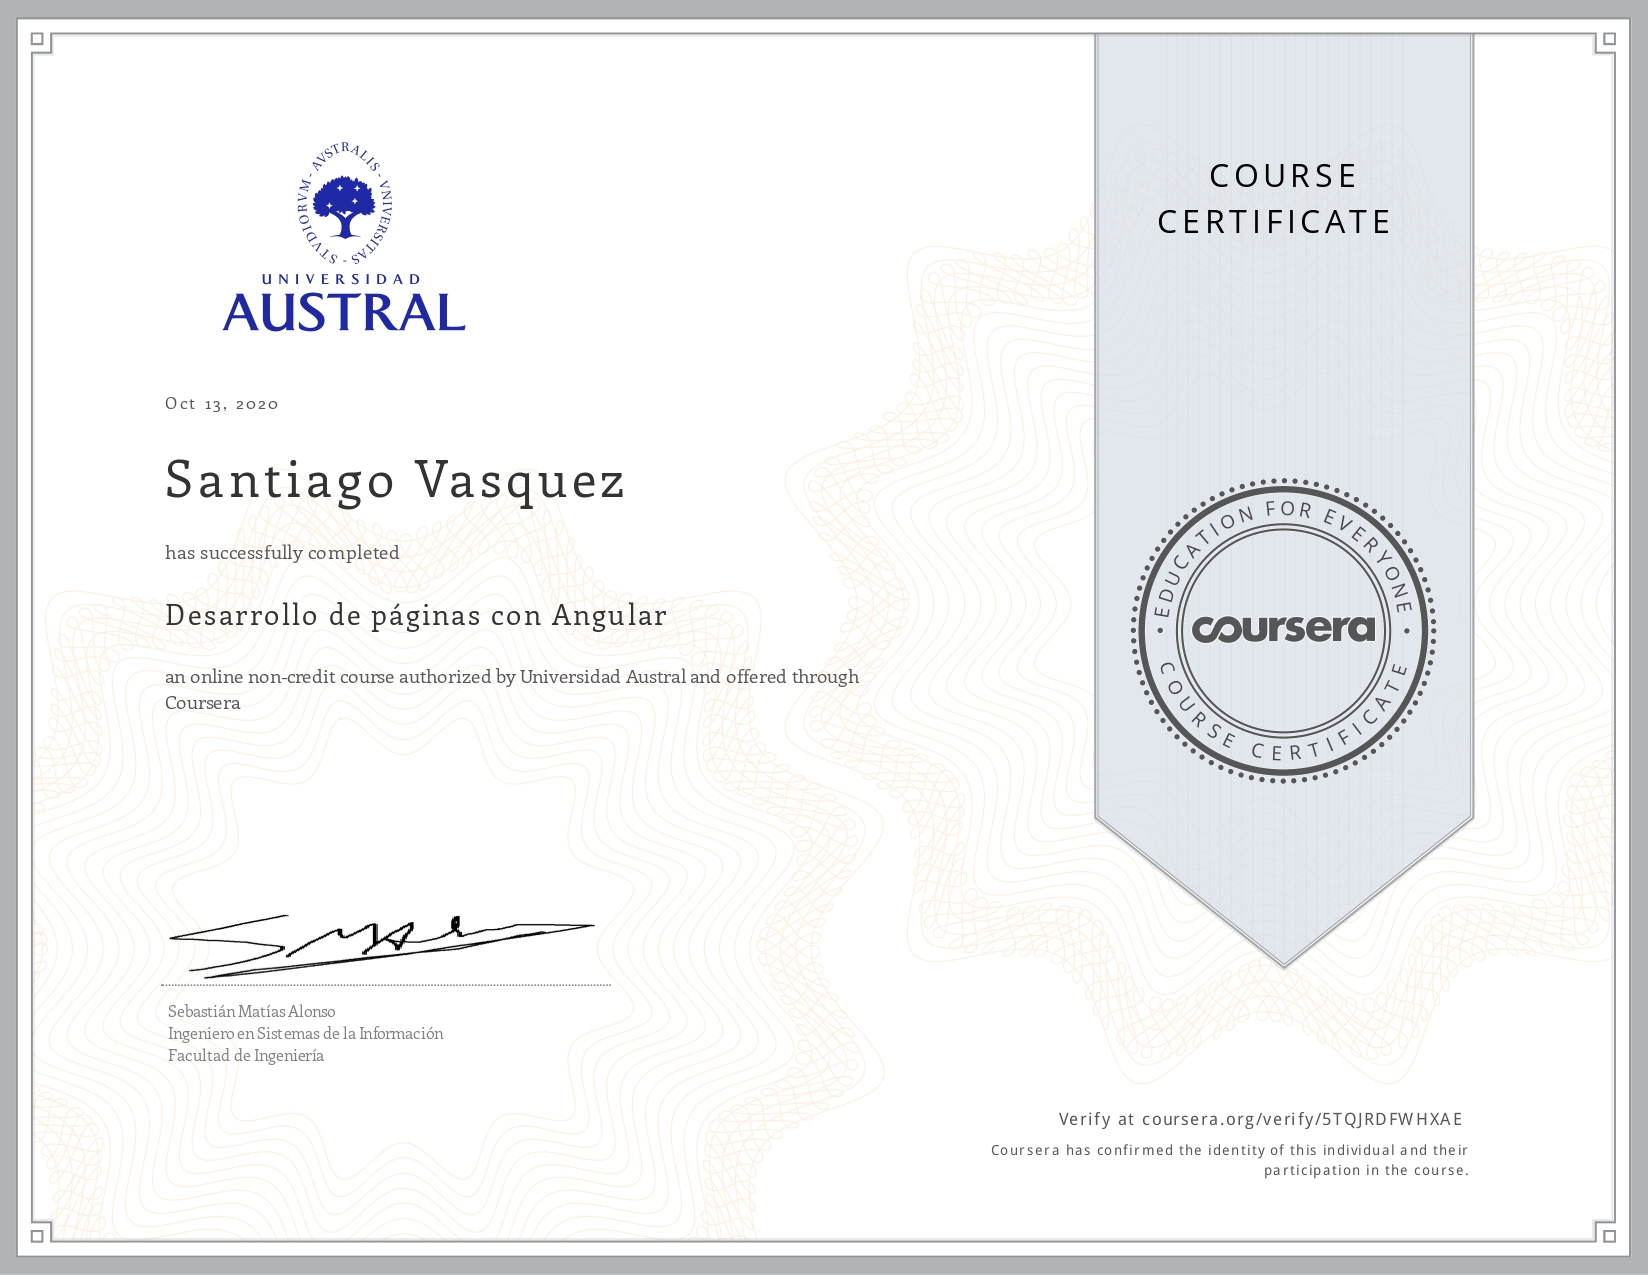 STVDIORVM - AVSTRALIS - VNIVERSITAS -
UNIVERSIDAD
AUSTRAL
Oct 13, 2020
Santiago Vasquez
has successfully completed
Desarrollo de páginas con Angular
an online non-credit course authorized by Universidad Austral and offered through
Coursera
Sebastián Matías Alonso
Ingeniero en Sistemas de la Información
Facultad de Ingeniería
COURSE
CERTIFICATE
• EDUCATION FOR EVERYONE •
coursera
COURSE CERTIFICATE
Verify at coursera.org/verify/5TQJRDFWHXAE
Coursera has confirmed the identity of this individual and their
participation in the course.